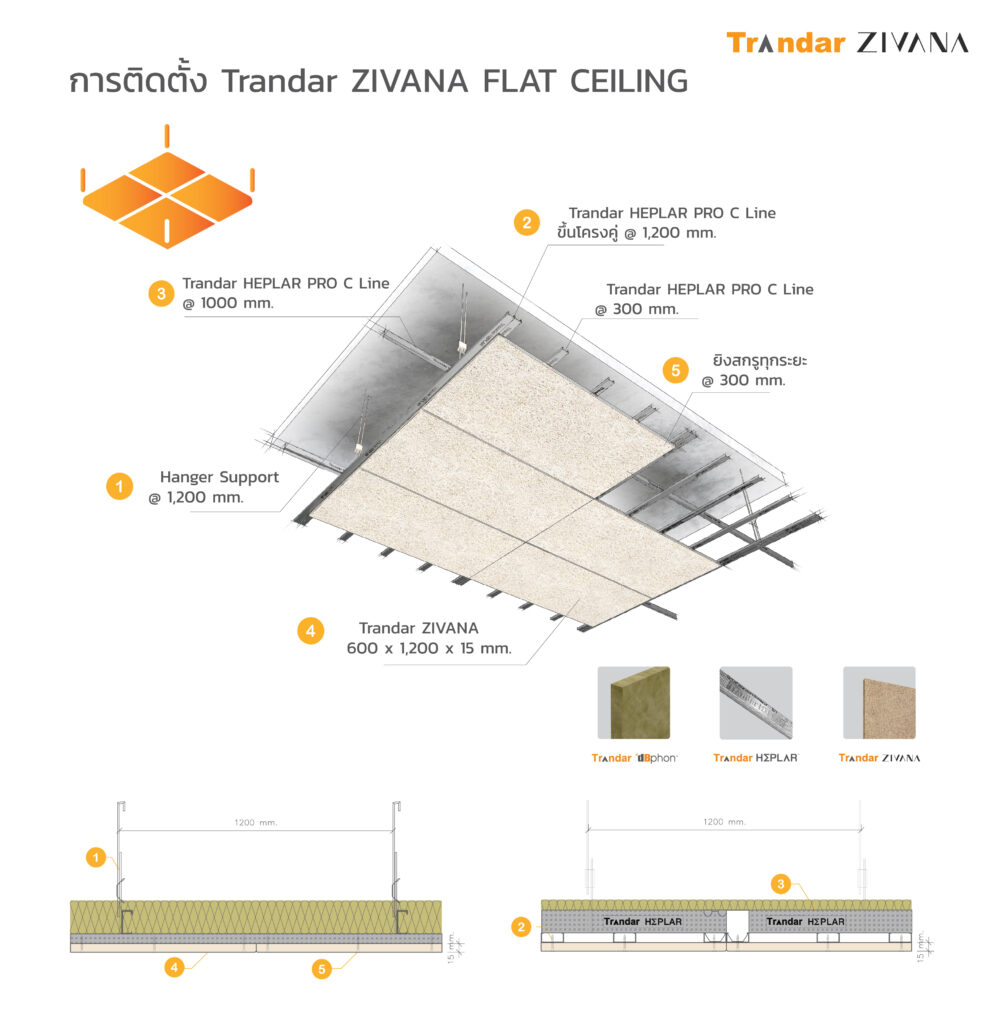 Trandar ZIVANA
การติดตั้ง Trandar ZIVANA FLAT CEILING
2
Trandar HEPLAR PRO C Line
ขึ้นโครงคู่ @ 1,200 mm.
3
Trandar HEPLAR PRO C Line
@ 1000 mm.
Trandar HEPLAR PRO C Line
@ 300 mm.
5
ยิงสกรูทุกระยะ
@ 300 mm.
1
Hanger Support
@ 1,200 mm.
4
Trandar ZIVANA
600 x 1,200 x 15 mm.
Trandar dBphon
Trandar HEPLAR
Trandar ZIVANA
1200 mm.
1200 mm.
1
3
Trandar HEPLAR
Trandar HEPLAR
2
15 mm.
15 mm.
4
5